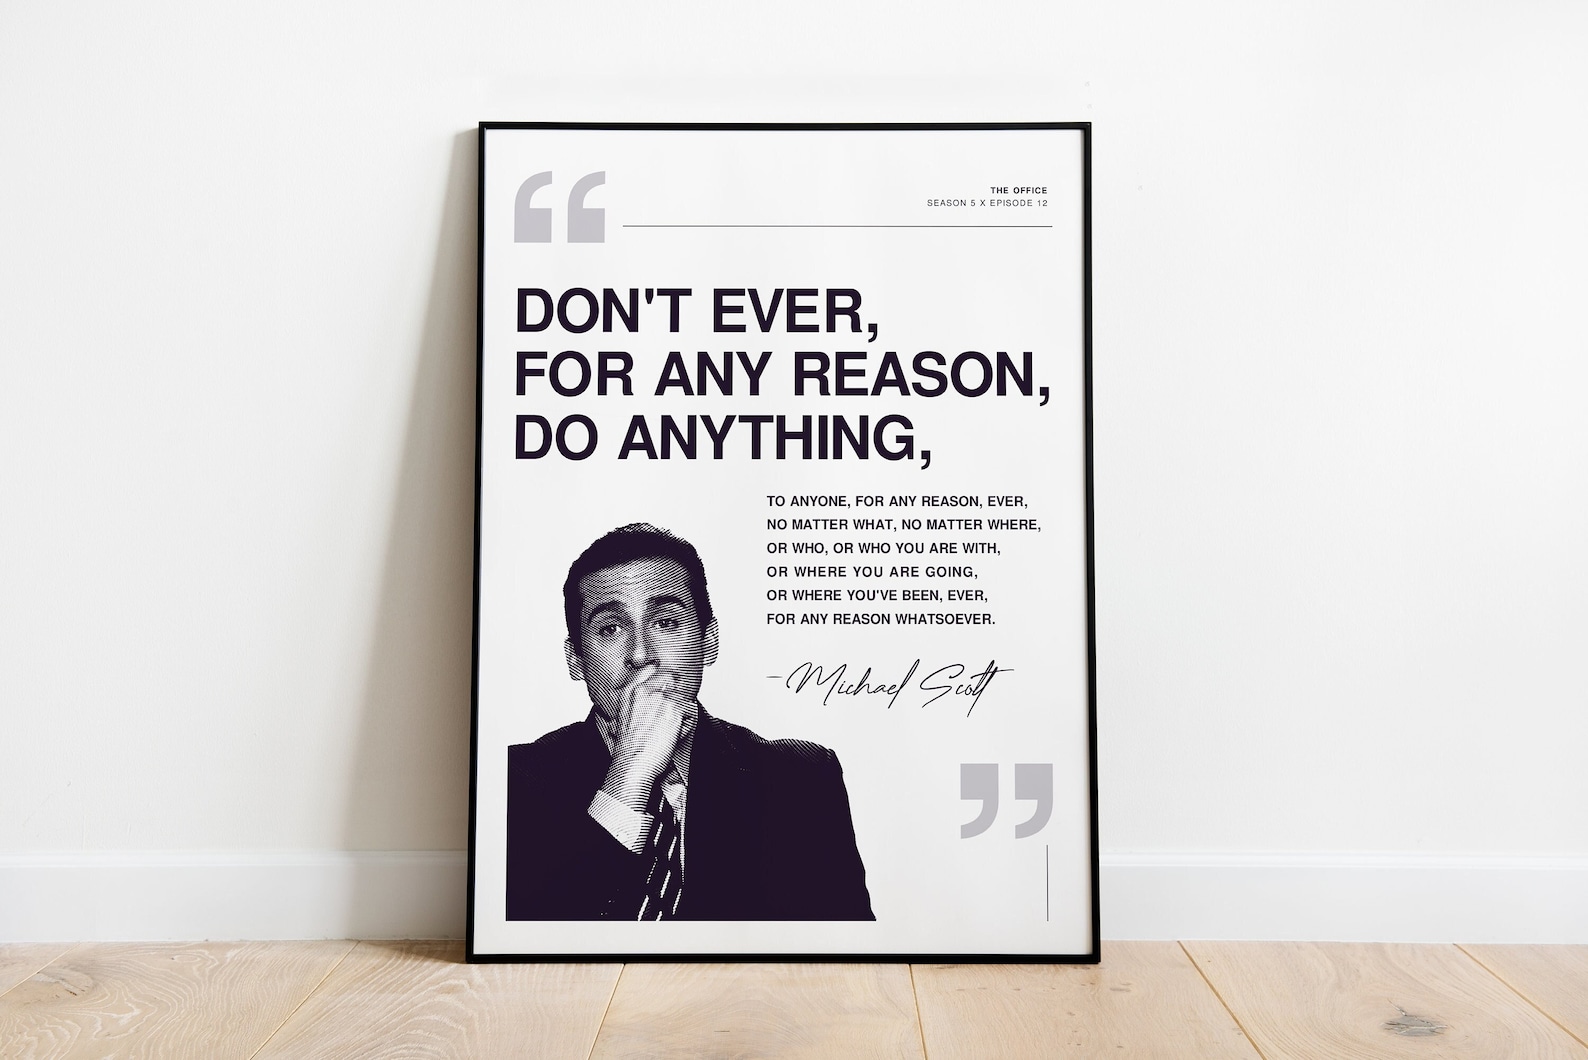 THE OFFICE
SEASON 5 X EPISODE 12
“
DON'T EVER,
FOR ANY REASON,
DO ANYTHING,
TO ANYONE, FOR ANY REASON, EVER,
NO MATTER WHAT, NO MATTER WHERE,
OR WHO, OR WHO YOU ARE WITH,
OR WHERE YOU ARE GOING,
OR WHERE YOU'VE BEEN, EVER,
FOR ANY REASON WHATSOEVER.
–Michael Scott
”